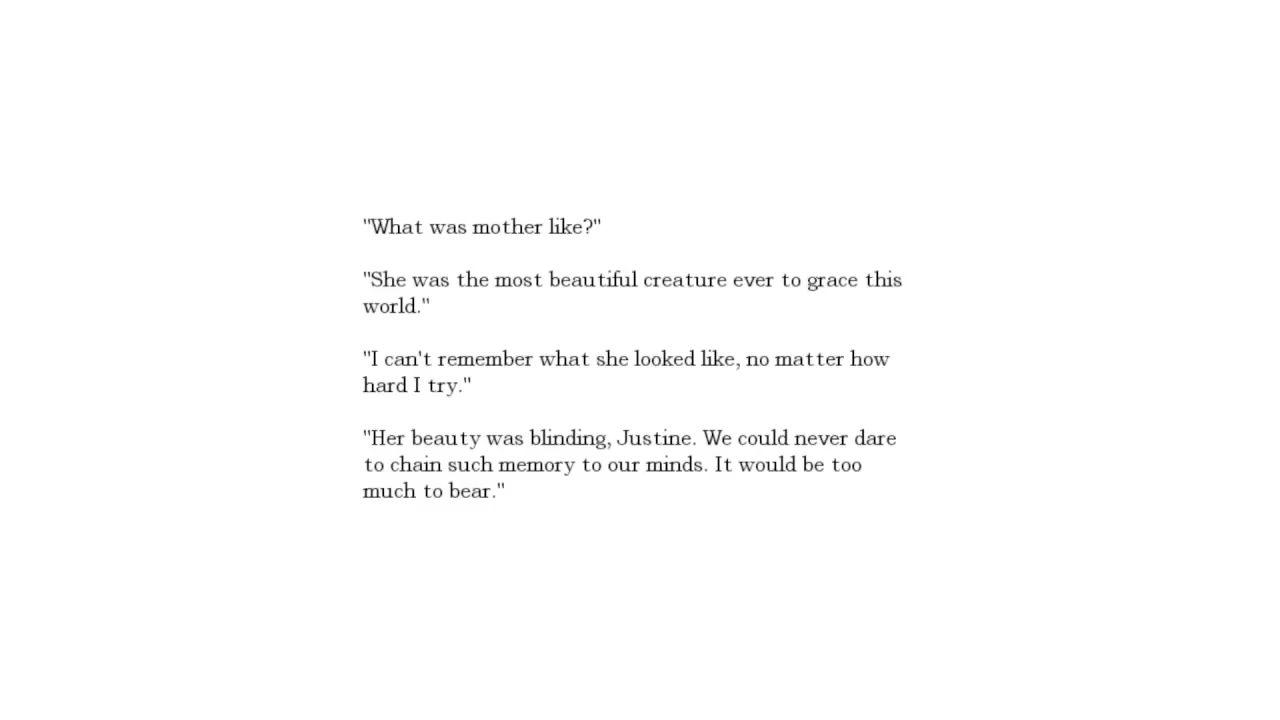 "What was mother like?"
"She was the most beautiful creature ever to grace this
world."
"I can't remember what she looked like, no matter how
hard I try."
"Her beauty was blinding, Justine. We could never dare
to chain such memory to our minds. It would be too
much to bear."